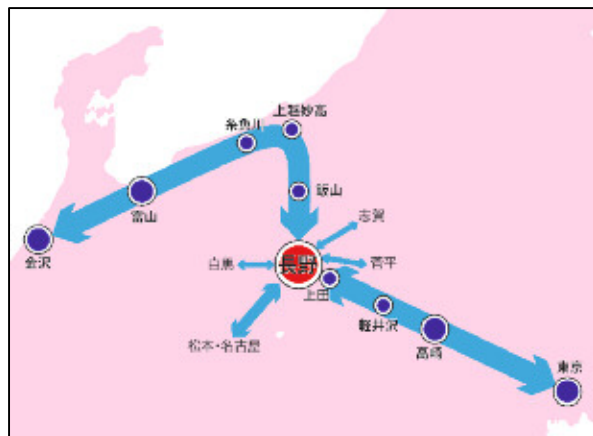 上越妙高
糸魚川
飯山
富山
志賀
金沢
白馬
長野
菅平
上田
軽井沢
高崎
松本・名古屋
東京